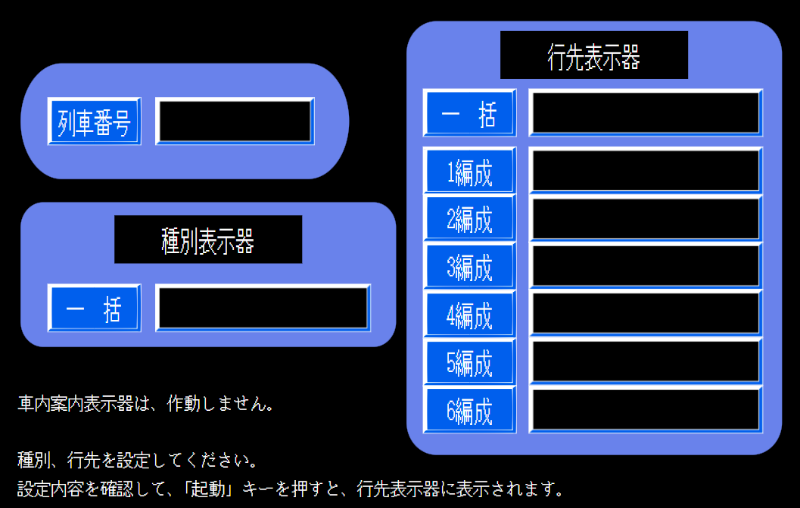 列車番号
種別表示器
一 括
行先表示器
一 括
1編成
2編成
3編成
4編成
5編成
6編成
車内案内表示器は、作動しません。
種別、行先を設定してください。
設定内容を確認して、「起動」キーを押すと、行先表示器に表示されます。